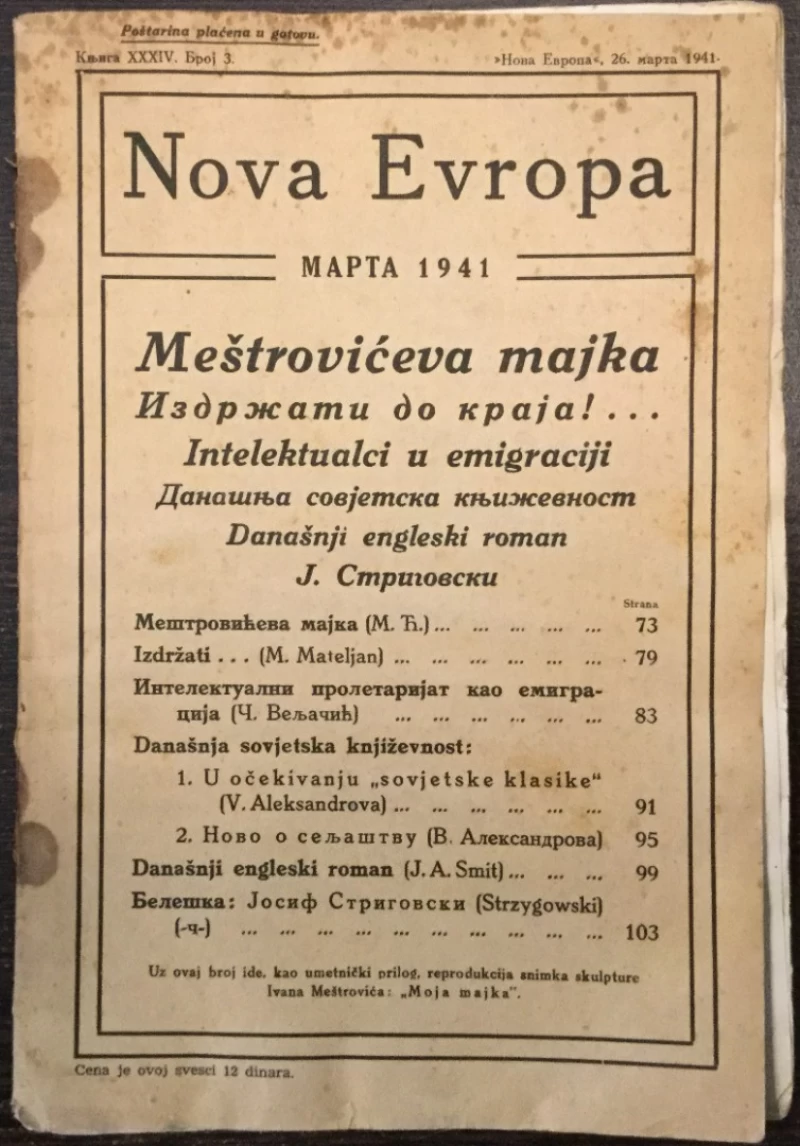 Poštarina plaćena u gotovu.
Књига XXXIV. Број 3.
»Нова Европа«, 26. марта 1941.
Nova Evropa
МАРТА 1941
Meštrovićeva majka
Издржати до краја!...
Intelektualci u emigraciji
Данашња совјетска књижевност
Današnji engleski roman
Ј. Стриговски
Strana
Мештровићева мајка (М. Ћ.) ... ... ... ... ... 73
Izdržati ... (M. Mateljan) ... ... ... ... ... ... 79
Интелектуални пролетаријат као емигра-
ција (Ч. Вељачић) ... ... ... ... ... ... 83
Današnja sovjetska književnost:
1. U očekivanju „sovjetske klasike“
(V. Aleksandrova) ... ... ... ... ... ... 91
2. Ново о сељаштву (В. Александрова) 95
Današnji engleski roman (J. A. Smit) ... ... ... 99
Белешка: Јосиф Стриговски (Strzygowski)
(-ч-) ... ... ... ... ... ... ... ... ... ... 103
Uz ovaj broj ide, kao umetnički prilog, reprodukcija snimka skulpture
Ivana Meštrovića: „Moja majka”.
Cena je ovoj svesci 12 dinara.